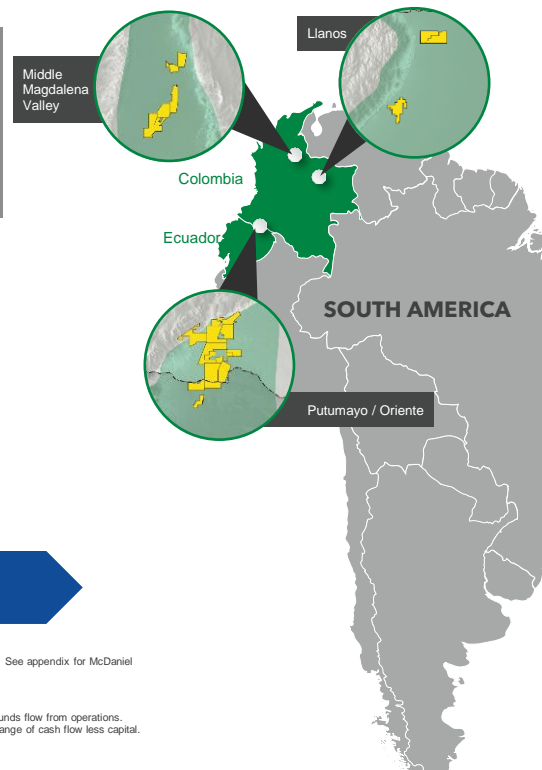 Llanos
Middle
Magdalena
Valley
Colombia
Ecuador
SOUTH AMERICA
Putumayo / Oriente
See appendix for McDaniel
unds flow from operations.
ange of cash flow less capital.